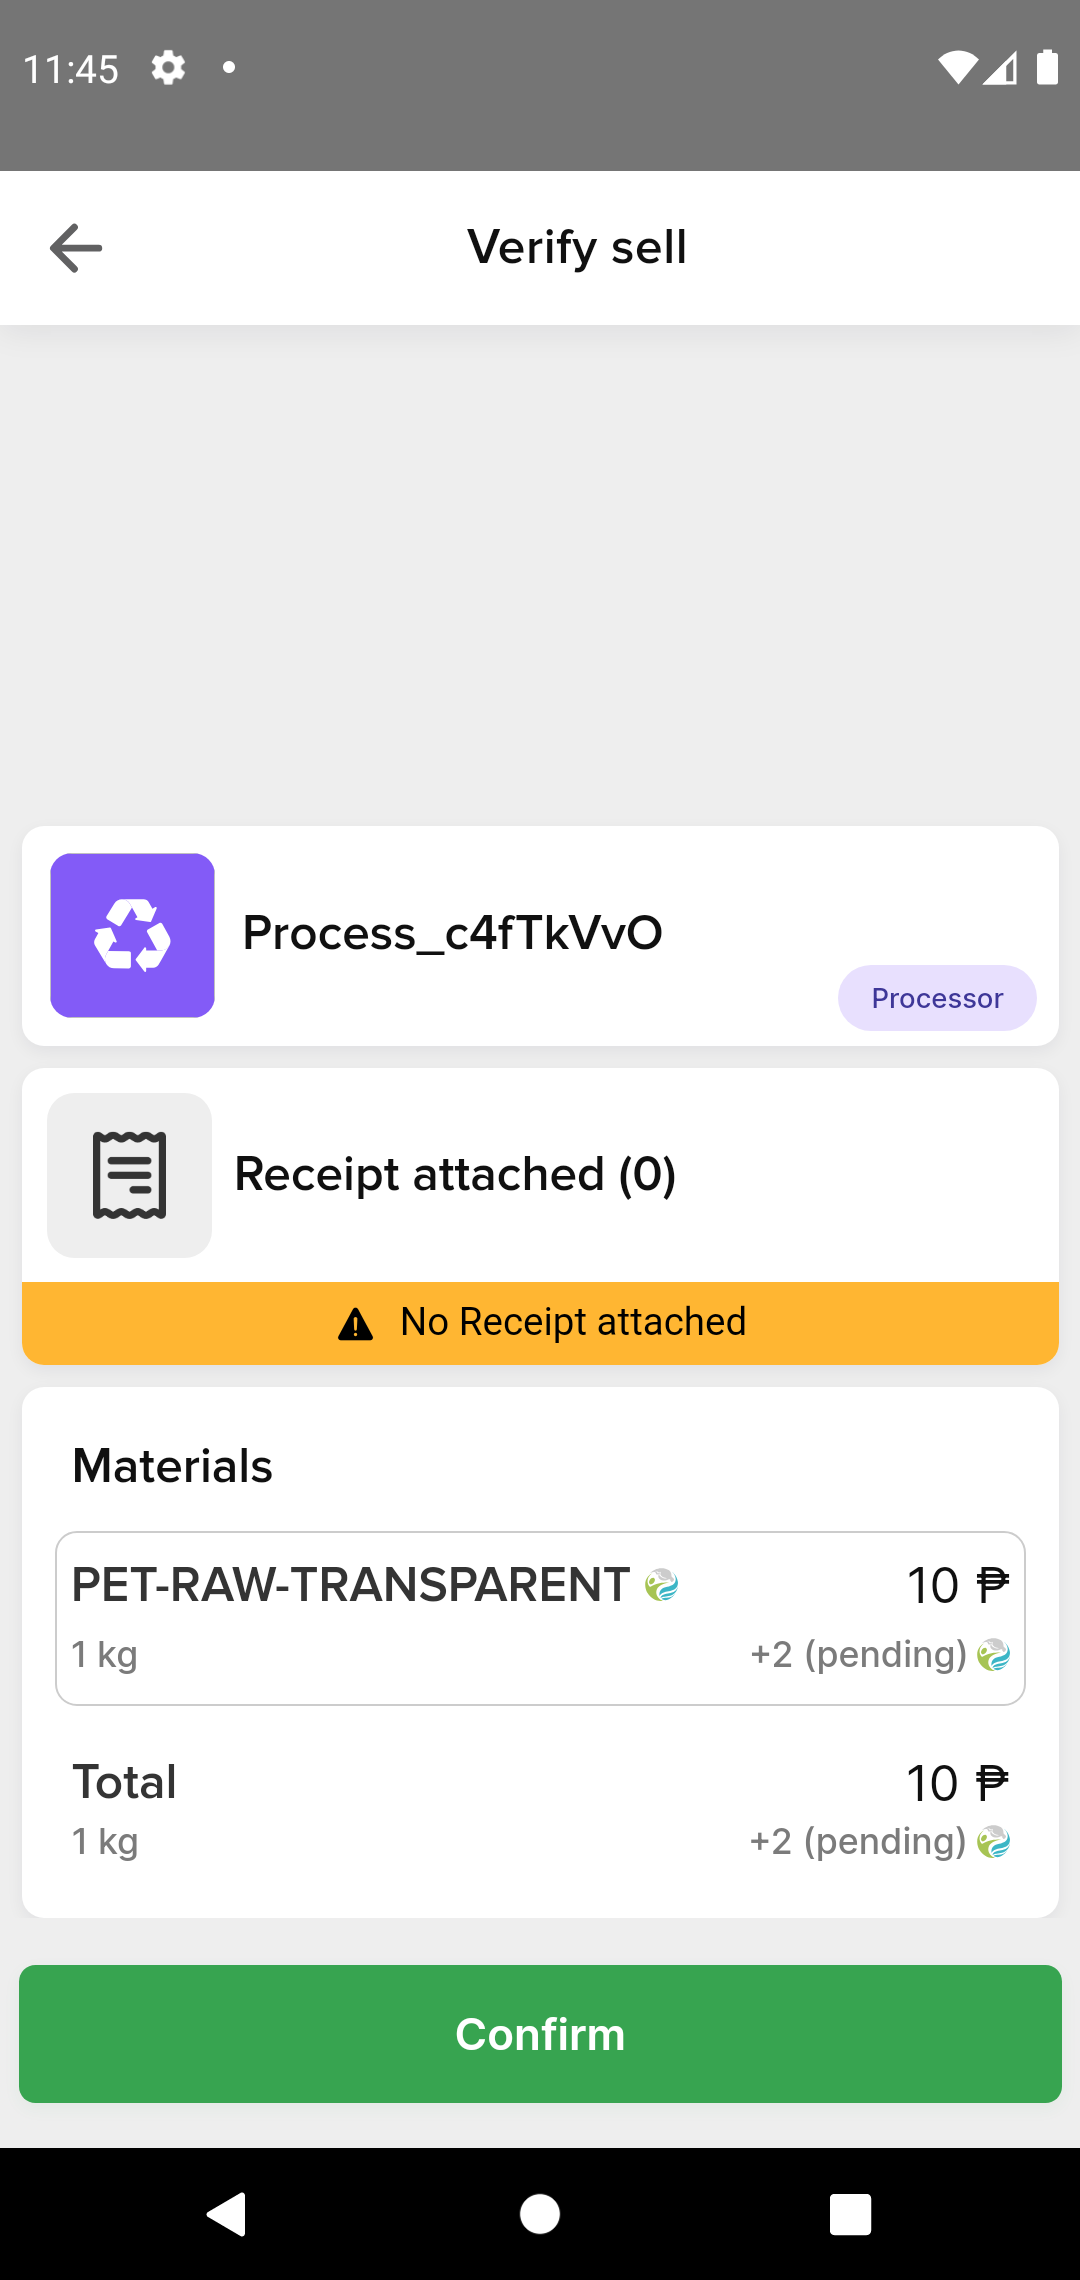 11:45
Verify sell
Process_c4fTkVvO
Processor
Receipt attached (0)
No Receipt attached
Materials
PET-RAW-TRANSPARENT 10 ₱
1 kg +2 (pending)
Total 10 ₱
1 kg +2 (pending)
Confirm